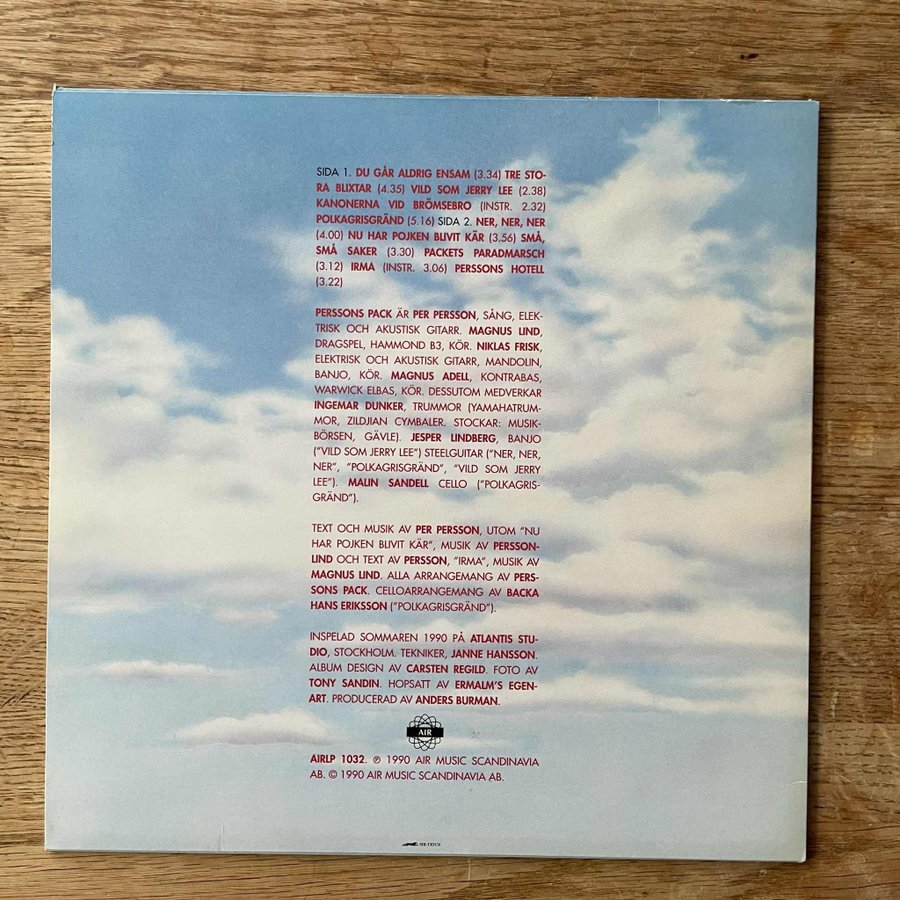 SIDA 1. DU GÅR ALDRIG ENSAM (3.34) TRE STO-
RA BLIXTAR (4.35) VILD SOM JERRY LEE (2.38)
KANONERNA VID BRÖMSEBRO (INSTR. 2.32)
POLKAGRISGRÄND (5.16) SIDA 2. NER, NER, NER
(4.00) NU HAR POJKEN BLIVIT KÄR (3.56) SMÅ,
SMÅ SAKER (3.30) PACKETS PARADMARSCH
(3.12) IRMA (INSTR. 3.06) PERSSONS HOTELL
(3.22)
PERSSONS PACK ÄR PER PERSSON, SÅNG, ELEK-
TRISK OCH AKUSTISK GITARR. MAGNUS LIND,
DRAGSPEL, HAMMOND B3, KÖR. NIKLAS FRISK,
ELEKTRISK OCH AKUSTISK GITARR, MANDOLIN,
BANJO, KÖR. MAGNUS ADELL, KONTRABAS,
WARWICK ELBAS, KÖR. DESSUTOM MEDVERKAR
INGEMAR DUNKER, TRUMMOR (YAMAHATRUM-
MOR, ZILDJIAN CYMBALER. STOCKAR: MUSIK-
BÖRSEN, GÄVLE). JESPER LINDBERG, BANJO
("VILD SOM JERRY LEE") STEELGUITAR ("NER, NER,
NER", "POLKAGRISGRÄND", "VILD SOM JERRY
LEE"). MALIN SANDELL CELLO ("POLKAGRIS-
GRÄND").
TEXT OCH MUSIK AV PER PERSSON, UTOM "NU
HAR POJKEN BLIVIT KÄR", MUSIK AV PERSSON-
LIND OCH TEXT AV PERSSON, "IRMA", MUSIK AV
MAGNUS LIND. ALLA ARRANGEMANG AV PERS-
SONS PACK. CELLOARRANGEMANG AV BACKA
HANS ERIKSSON ("POLKAGRISGRÄND").
INSPELAD SOMMAREN 1990 PÅ ATLANTIS STU-
DIO, STOCKHOLM. TEKNIKER, JANNE HANSSON.
ALBUM DESIGN AV CARSTEN REGILD. FOTO AV
TONY SANDIN. HOPSATT AV ERMALM'S EGEN-
ART. PRODUCERAD AV ANDERS BURMAN.
AIR
AIRLP 1032. ℗ 1990 AIR MUSIC SCANDINAVIA
AB. © 1990 AIR MUSIC SCANDINAVIA AB.